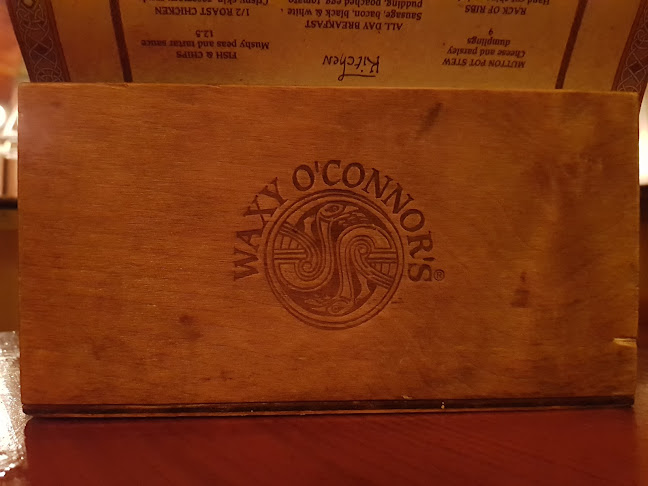 Kitchen
ALL DAY BREAKFAST
Sausage, bacon, black & white
pudding, poached egg, tomato
1/2 ROAST CHICKEN
FISH & CHIPS
Mushy peas and tartar sauce
12.5
RACK OF RIBS
MUTTON POT STEW
Cheese and parsley
dumplings
WAXY O'CONNOR'S®